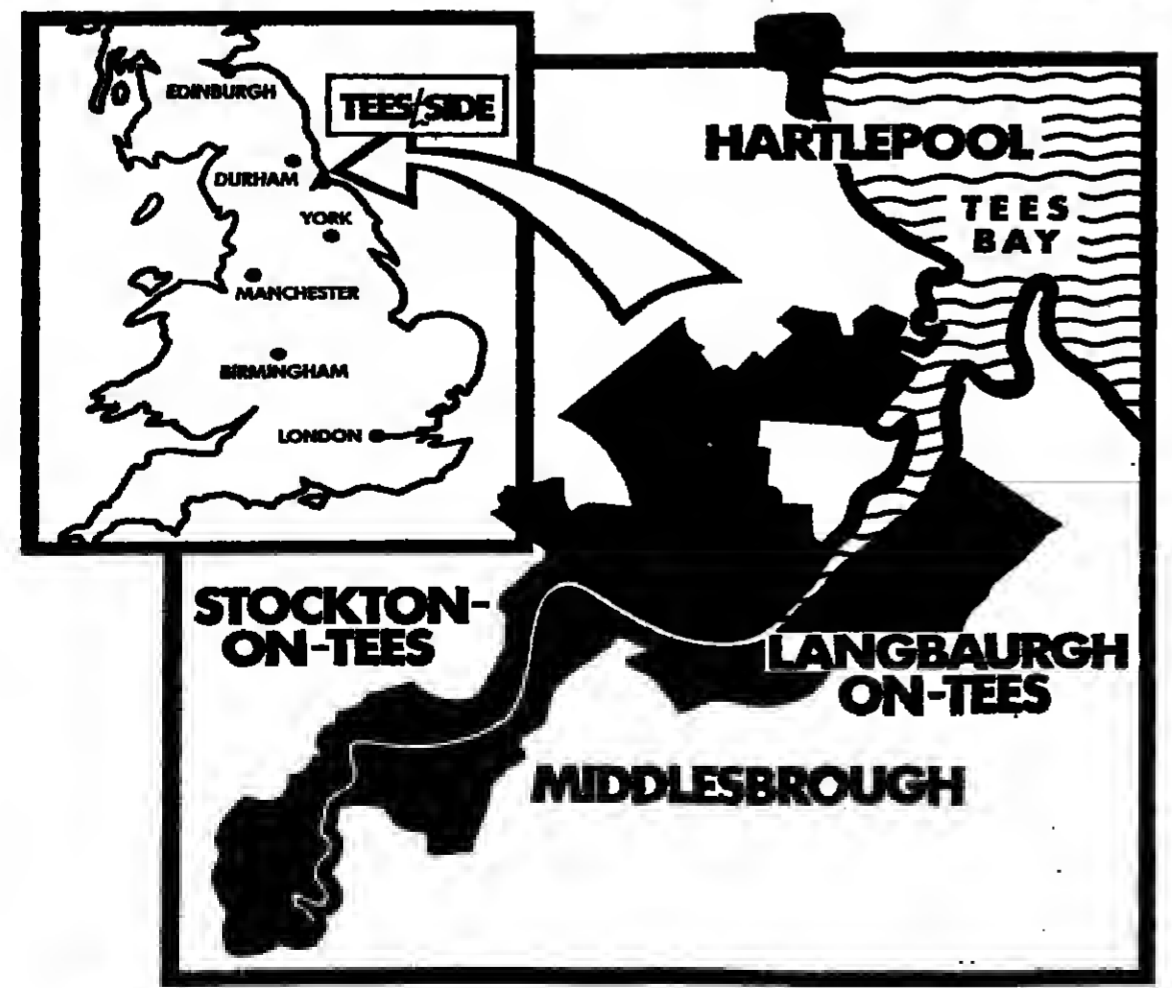 EDINBURGH
TEES/SIDE
DURHAM
YORK
MANCHESTER
BIRMINGHAM
LONDON
HARTLEPOOL
TEES
BAY
STOCKTON-
ON-TEES
LANGBAURGH
ON-TEES
MIDDLESBROUGH